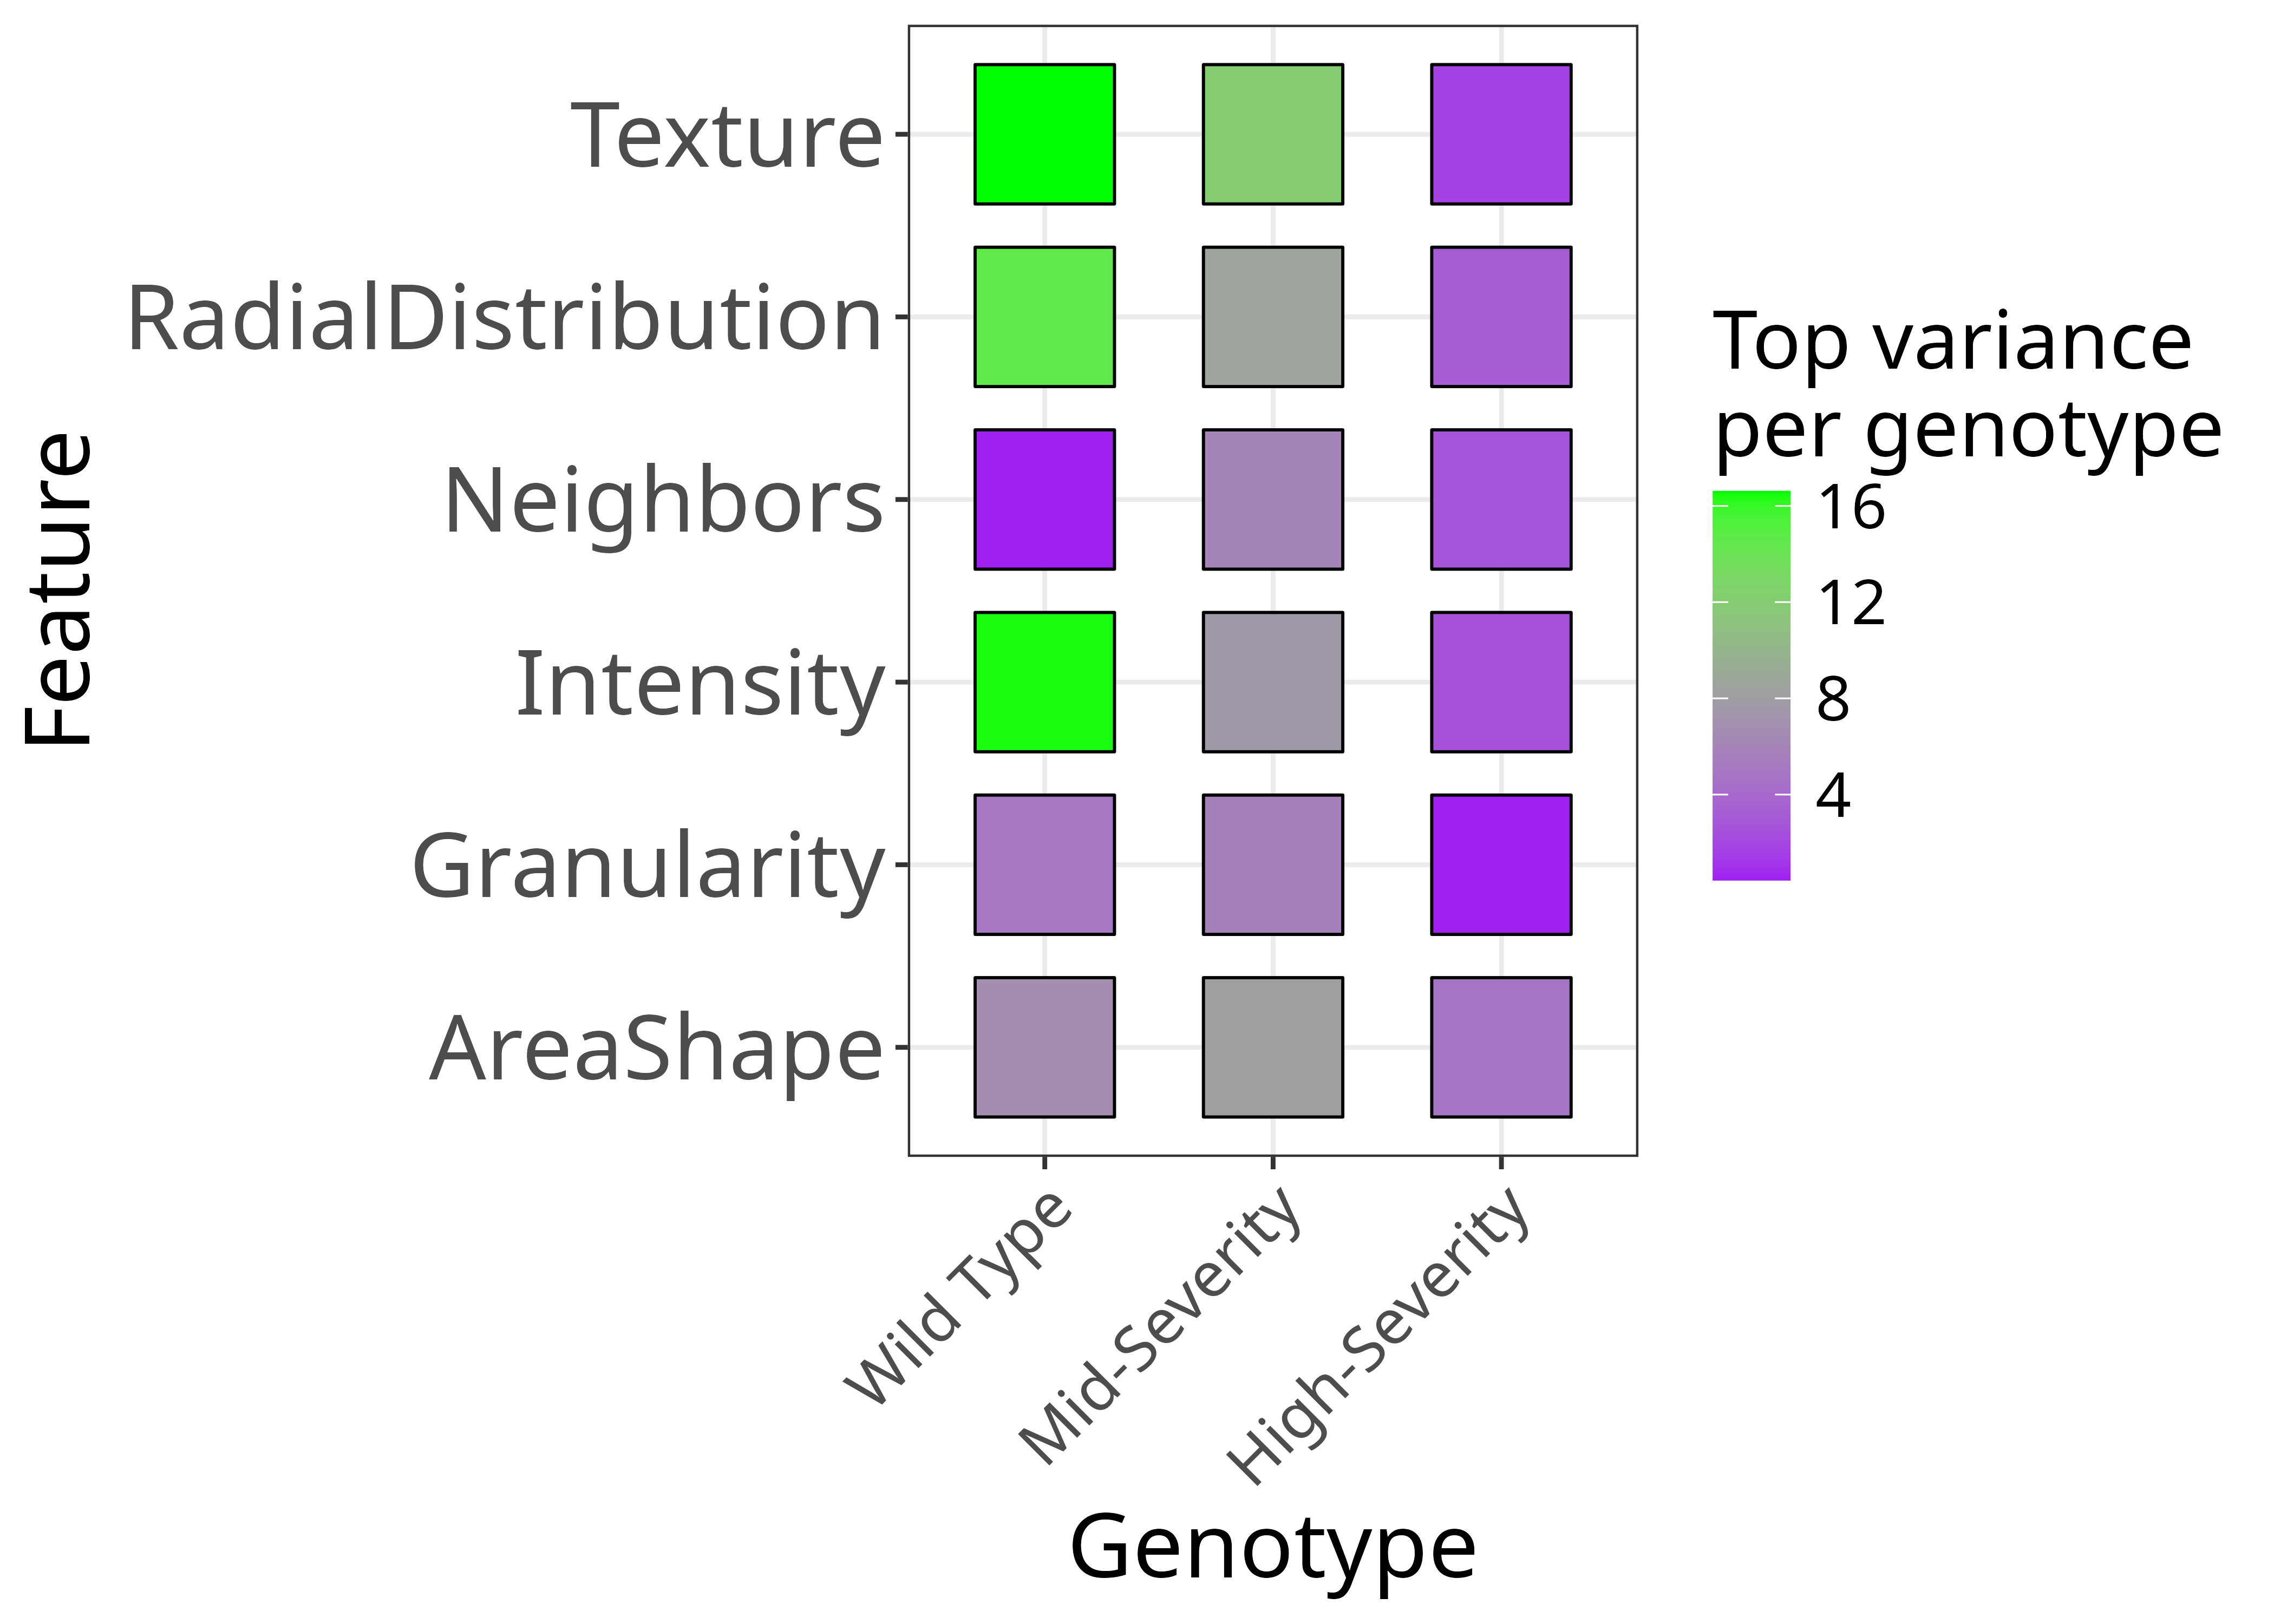 Feature
Texture
RadialDistribution
Neighbors
Intensity
Granularity
AreaShape
Wild Type
Mid-Severity
High-Severity
Genotype
Top variance
per genotype
16
12
8
4